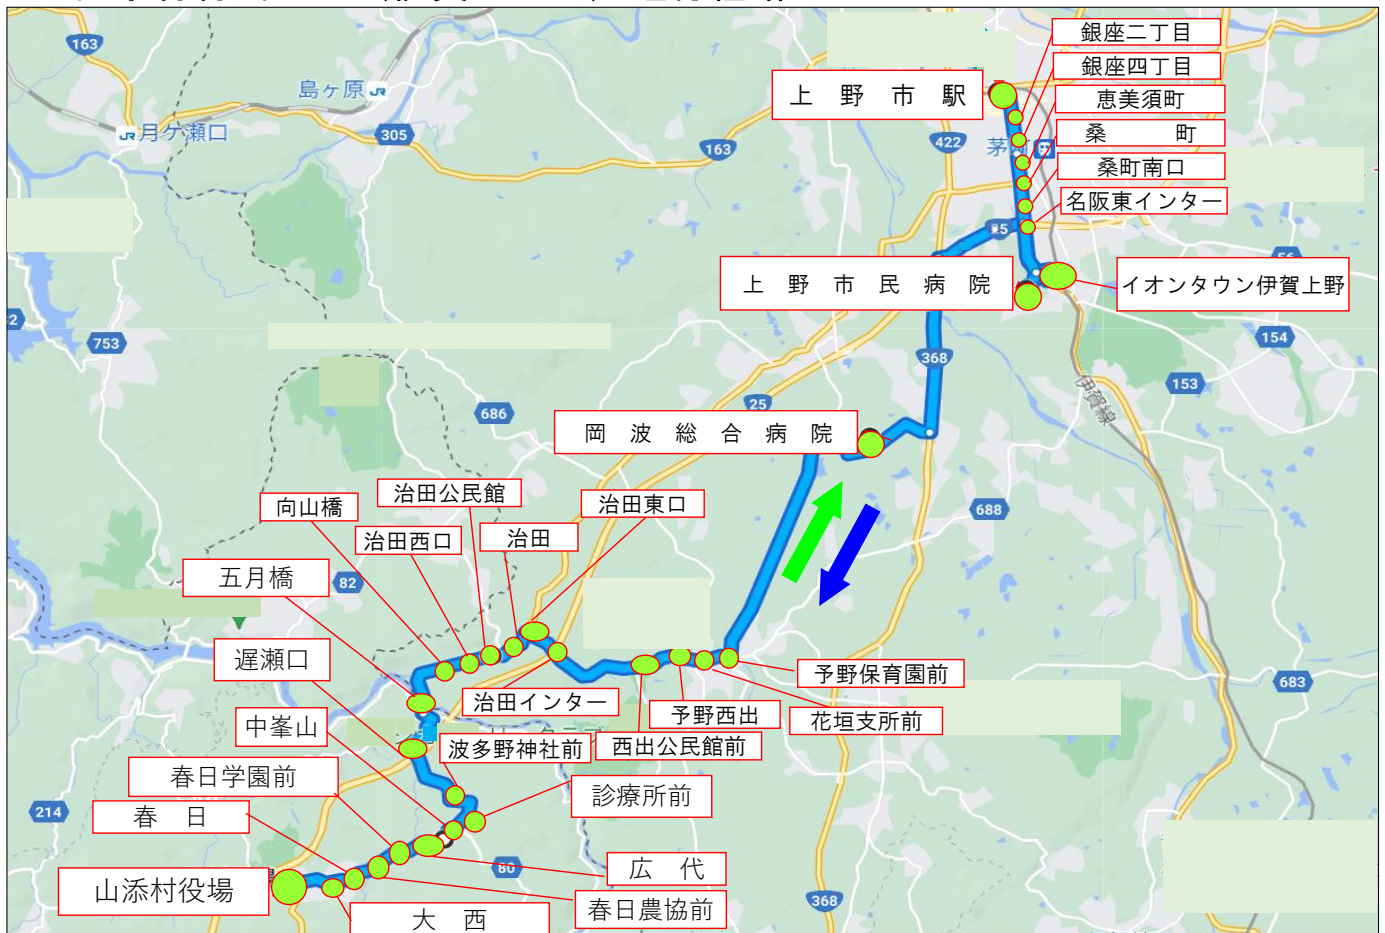 163
島ヶ原 JR
JR 月ケ瀬口
305
163
422
茅町
上 野 市 駅
銀座二丁目
銀座四丁目
恵美須町
桑 町
桑町南口
名阪東インター
25
56
上 野 市 民 病 院
イオンタウン伊賀上野
753
368
154
153
伊賀線
686
25
岡 波 総 合 病 院
688
向山橋
治田公民館
治田西口
治田
治田東口
五月橋
82
遅瀬口
中峯山
治田インター
波多野神社前
西出公民館前
予野西出
花垣支所前
予野保育園前
683
春日学園前
診療所前
214
春 日
80
広 代
山添村役場
大 西
春日農協前
368